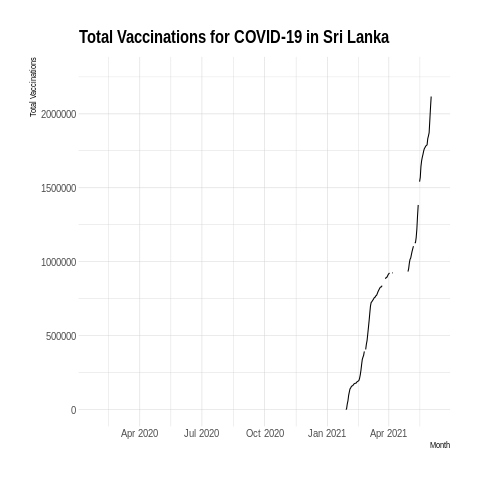 Total Vaccinations for COVID-19 in Sri Lanka
Total Vaccinations
2000000
1500000
1000000
500000
0
Apr 2020 Jul 2020 Oct 2020 Jan 2021 Apr 2021
Month